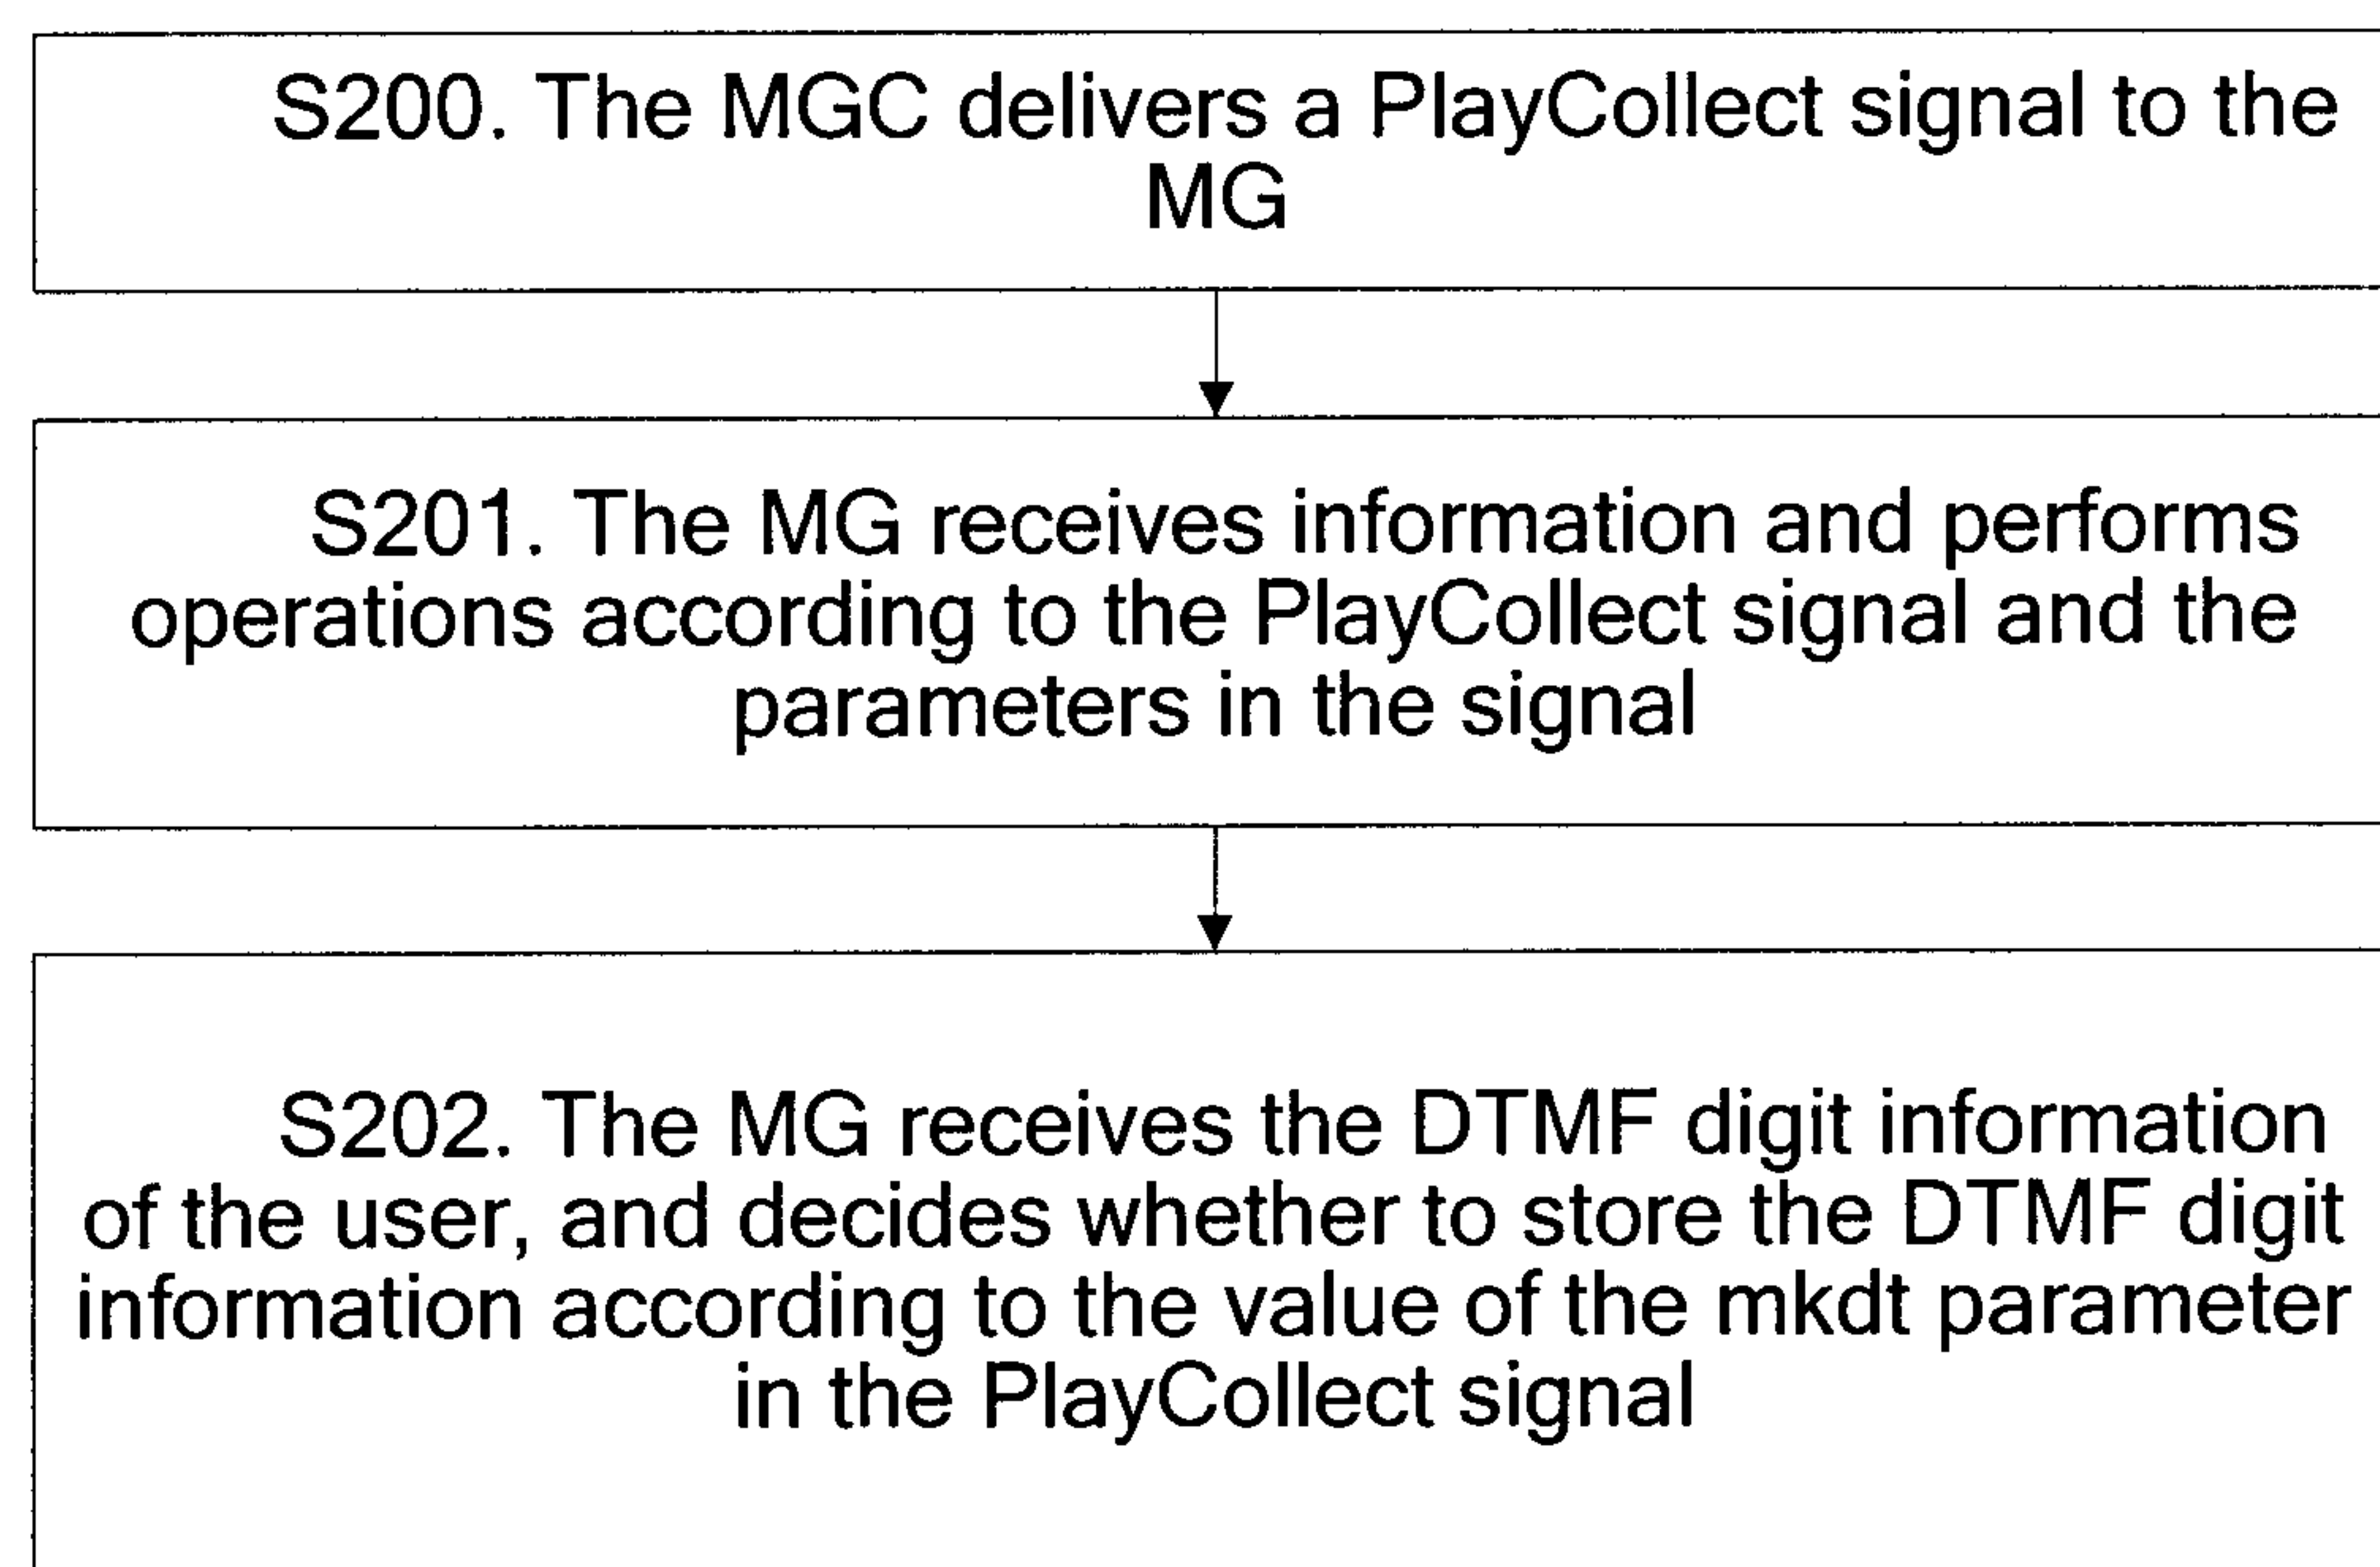 S200. The MGC delivers a PlayCollect signal to the
MG
S201. The MG receives information and performs
operations according to the PlayCollect signal and the
parameters in the signal
S202. The MG receives the DTMF digit information
of the user, and decides whether to store the DTMF digit
information according to the value of the mkdt parameter
in the PlayCollect signal